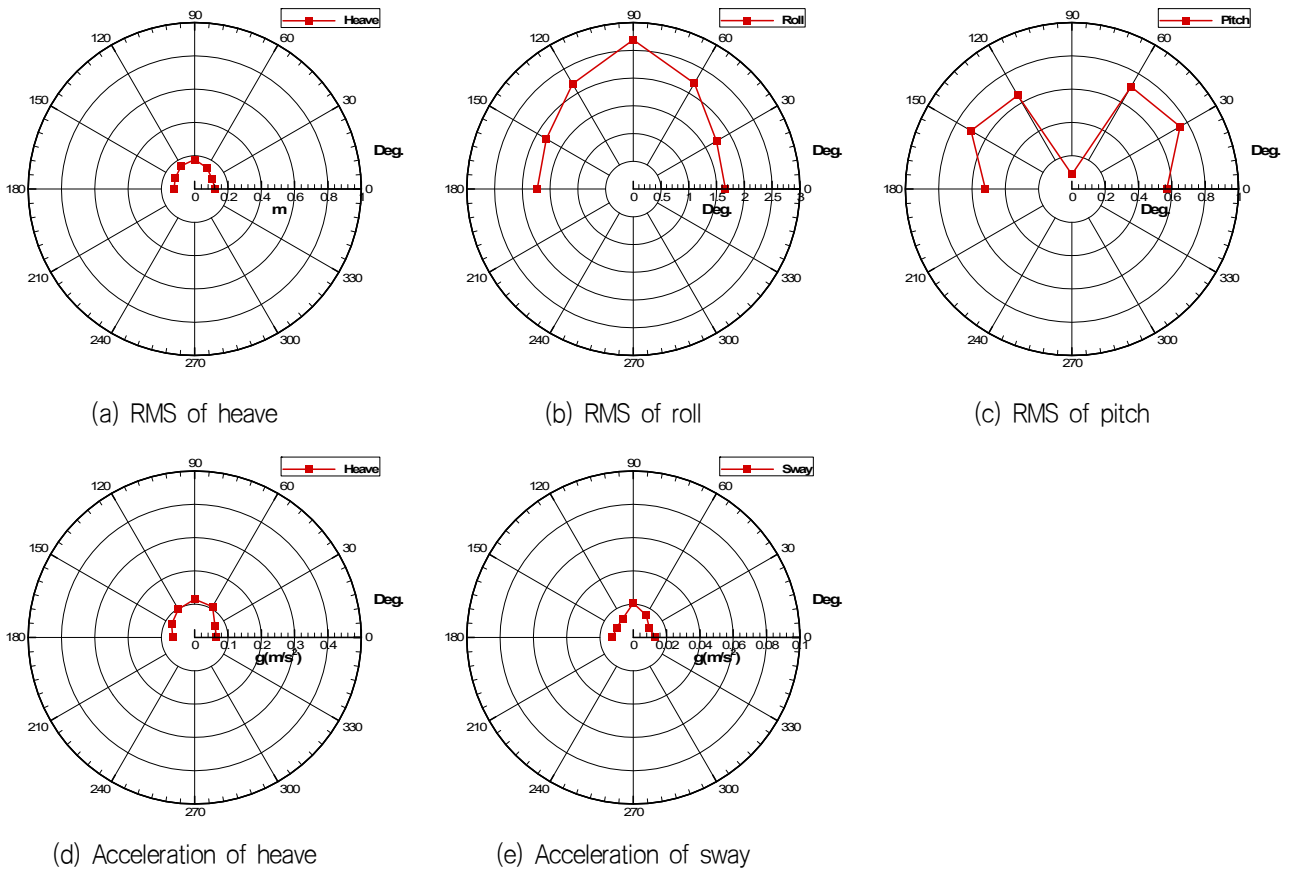 90 Heave
120 60
150 30
Deg.
180 0 0.2 0.4 0.6 0.8 1 0
m
210 330
240 300
270
(a) RMS of heave
90 Roll
120 60
150 30
Deg.
180 0 0.5 1 1.5 2 2.5 3 0
Deg.
210 330
240 300
270
(b) RMS of roll
90 Pitch
120 60
150 30
Deg.
180 0 0.2 0.4 0.6 0.8 1 0
Deg.
210 330
240 300
270
(c) RMS of pitch
90 Heave
120 60
150 30
Deg.
180 0 0.1 0.2 0.3 0.4 0
g(m/s²)
210 330
240 300
270
(d) Acceleration of heave
90 Sway
120 60
150 30
Deg.
180 0 0.02 0.04 0.06 0.08 0.1 0
g(m/s²)
210 330
240 300
270
(e) Acceleration of sway